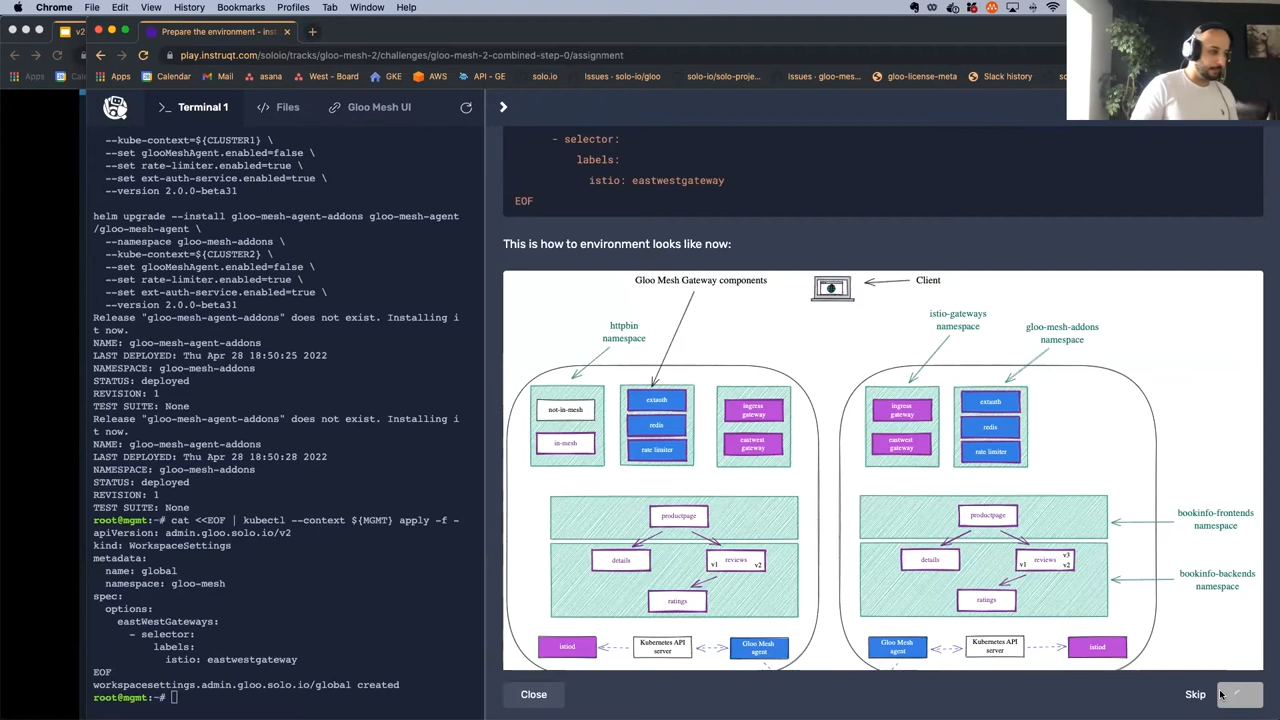 Chrome File Edit View History Bookmarks Profiles Tab Window Help
v2
Prepare the environment - inst
play.instruqt.com/soloio/tracks/gloo-mesh-2/challenges/gloo-mesh-2-combined-step-0/assignment
Apps
Apps Calendar Mail asana West - Board GKE AWS API - GE solo.io Issues · solo-io/gloo solo-io/solo-proje... Issues · gloo-mes... gloo-license-meta Slack history
Terminal 1 Files Gloo Mesh UI
--kube-context=${CLUSTER1} \
--set glooMeshAgent.enabled=false \
--set rate-limiter.enabled=true \
--set ext-auth-service.enabled=true \
--version 2.0.0-beta31
helm upgrade --install gloo-mesh-agent-addons gloo-mesh-agent
/gloo-mesh-agent \
--namespace gloo-mesh-addons \
--kube-context=${CLUSTER2} \
--set glooMeshAgent.enabled=false \
--set rate-limiter.enabled=true \
--set ext-auth-service.enabled=true \
--version 2.0.0-beta31
Release "gloo-mesh-agent-addons" does not exist. Installing i
t now.
NAME: gloo-mesh-agent-addons
LAST DEPLOYED: Thu Apr 28 18:50:25 2022
NAMESPACE: gloo-mesh-addons
STATUS: deployed
REVISION: 1
TEST SUITE: None
Release "gloo-mesh-agent-addons" does not exist. Installing i
t now.
NAME: gloo-mesh-agent-addons
LAST DEPLOYED: Thu Apr 28 18:50:28 2022
NAMESPACE: gloo-mesh-addons
STATUS: deployed
REVISION: 1
TEST SUITE: None
root@mgmt:~# cat <<EOF | kubectl --context ${MGMT} apply -f -
apiVersion: admin.gloo.solo.io/v2
kind: WorkspaceSettings
metadata:
name: global
namespace: gloo-mesh
spec:
options:
eastWestGateways:
- selector:
labels:
istio: eastwestgateway
EOF
workspacesettings.admin.gloo.solo.io/global created
root@mgmt:~#
- selector:
labels:
istio: eastwestgateway
EOF
This is how to environment looks like now:
Gloo Mesh Gateway components
Client
httpbin
namespace
istio-gateways
namespace
gloo-mesh-addons
namespace
not-in-mesh
in-mesh
extauth
redis
rate limiter
ingress
gateway
eastwest
gateway
ingress
gateway
eastwest
gateway
extauth
redis
rate limiter
productpage
details
reviews
v1 v2
ratings
productpage
details
reviews
v1 v3
v2
ratings
bookinfo-frontends
namespace
bookinfo-backends
namespace
istiod
Kubernetes API
server
Gloo Mesh
agent
Gloo Mesh
agent
Kubernetes API
server
istiod
Close
Skip